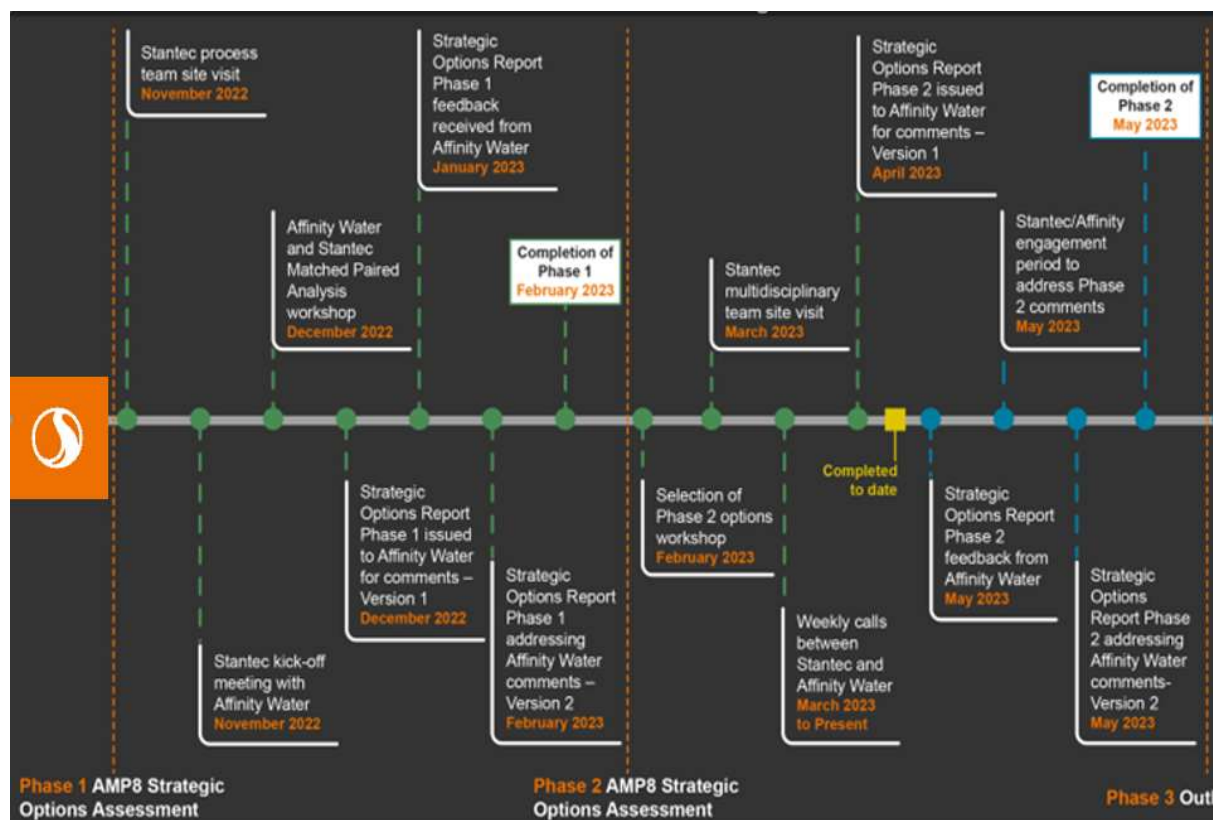 Stantec process
team site visit
November 2022
Strategic
Options Report
Phase 1
feedback
received from
Affinity Water
January 2023
Strategic
Options Report
Phase 2 issued
to Affinity Water
for comments –
Version 1
April 2023
Completion of
Phase 2
May 2023
Affinity Water
and Stantec
Matched Paired
Analysis
workshop
December 2022
Completion of
Phase 1
February 2023
Stantec
multidisciplinary
team site visit
March 2023
Stantec/Affinity
engagement
period to
address Phase
2 comments
May 2023
Completed
to date
Stantec kick-off
meeting with
Affinity Water
November 2022
Strategic
Options Report
Phase 1 issued
to Affinity Water
for comments –
Version 1
December 2022
Strategic
Options Report
Phase 1
addressing
Affinity Water
comments –
Version 2
February 2023
Selection of
Phase 2 options
workshop
February 2023
Weekly calls
between
Stantec and
Affinity Water
March 2023
to Present
Strategic
Options Report
Phase 2
feedback from
Affinity Water
May 2023
Strategic
Options
Report Phase
2 addressing
Affinity Water
comments-
Version 2
May 2023
Phase 1 AMP8 Strategic
Options Assessment
Phase 2 AMP8 Strategic
Options Assessment
Phase 3